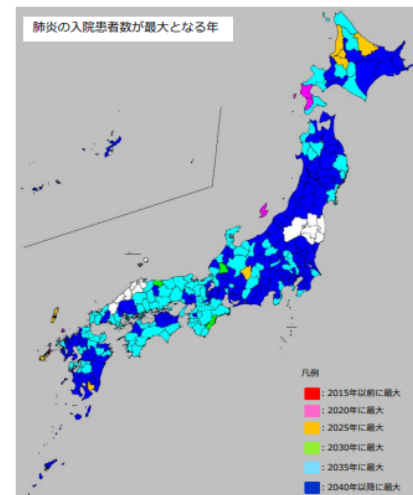 肺炎の入院患者数が最大となる年
凡例
：2015年以前に最大
：2020年に最大
：2025年に最大
：2030年に最大
：2035年に最大
：2040年以降に最大